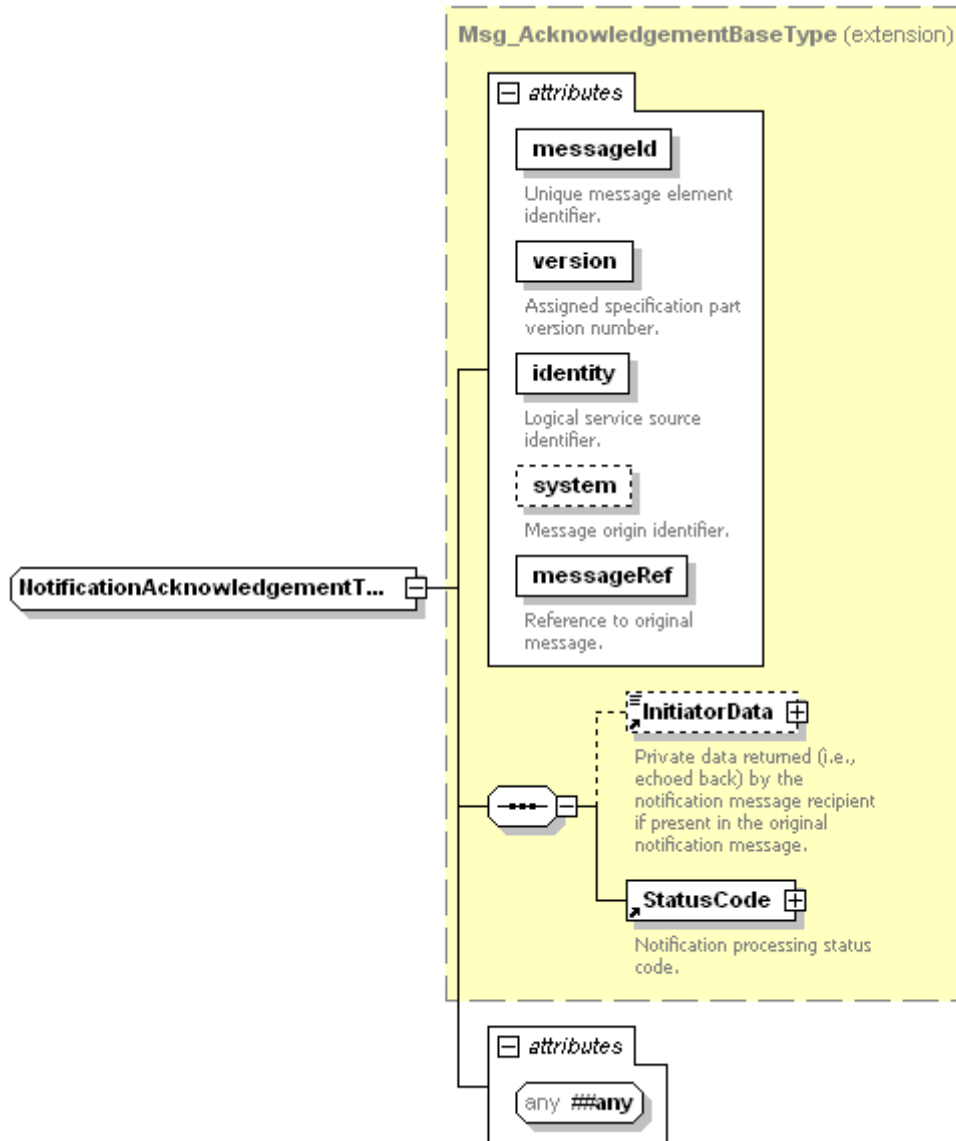 Msg_AcknowledgementBaseType (extension)
attributes
messageId
Unique message element
identifier.
version
Assigned specification part
version number.
identity
Logical service source
identifier.
system
Message origin identifier.
messageRef
Reference to original
message.
NotificationAcknowledgementT...
InitiatorData
Private data returned (i.e.,
echoed back) by the
notification message recipient
if present in the original
notification message.
StatusCode
Notification processing status
code.
attributes
any ##any